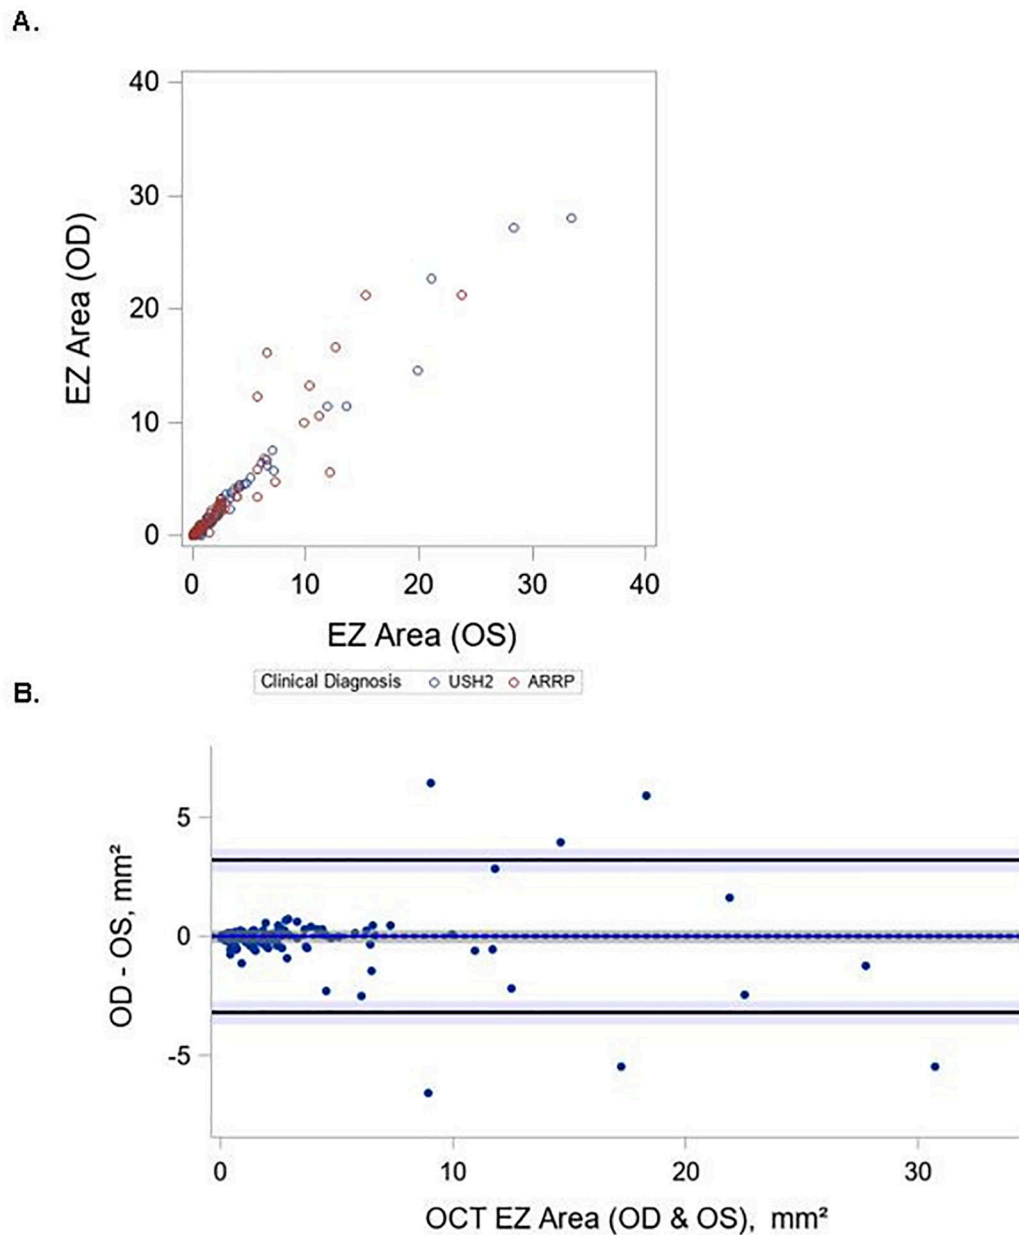 A.
40
30
20
10
0
EZ Area (OD)
0 10 20 30 40
EZ Area (OS)
Clinical Diagnosis USH2 ARRP
B.
5
0
-5
OD - OS, mm²
0 10 20 30
OCT EZ Area (OD & OS), mm²